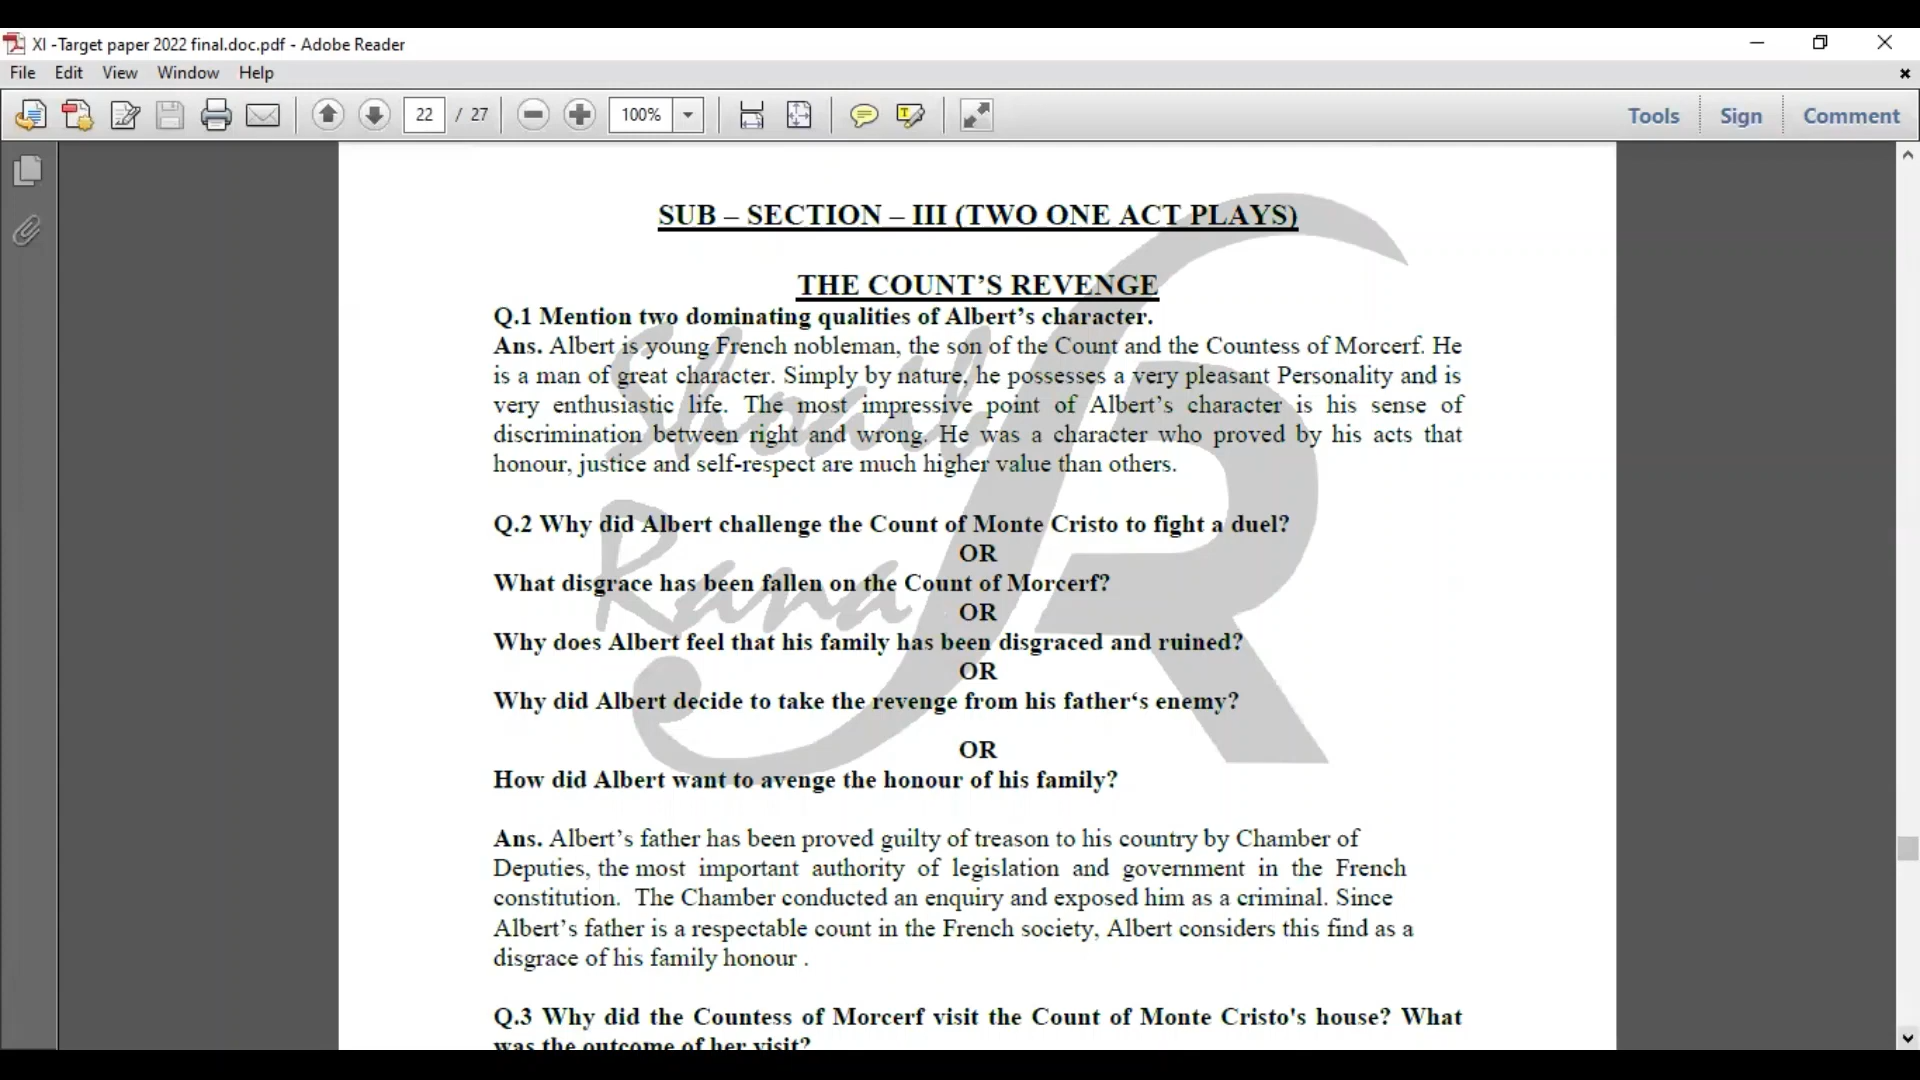 XI -Target paper 2022 final.doc.pdf - Adobe Reader
File Edit View Window Help
22 / 27 100% Tools Sign Comment
SUB – SECTION – III (TWO ONE ACT PLAYS)
THE COUNT’S REVENGE
Q.1 Mention two dominating qualities of Albert’s character.
Ans. Albert is young French nobleman, the son of the Count and the Countess of Morcerf. He
is a man of great character. Simply by nature, he possesses a very pleasant Personality and is
very enthusiastic life. The most impressive point of Albert’s character is his sense of
discrimination between right and wrong. He was a character who proved by his acts that
honour, justice and self-respect are much higher value than others.
Q.2 Why did Albert challenge the Count of Monte Cristo to fight a duel?
OR
What disgrace has been fallen on the Count of Morcerf?
OR
Why does Albert feel that his family has been disgraced and ruined?
OR
Why did Albert decide to take the revenge from his father‘s enemy?
OR
How did Albert want to avenge the honour of his family?
Ans. Albert’s father has been proved guilty of treason to his country by Chamber of
Deputies, the most important authority of legislation and government in the French
constitution. The Chamber conducted an enquiry and exposed him as a criminal. Since
Albert’s father is a respectable count in the French society, Albert considers this find as a
disgrace of his family honour .
Q.3 Why did the Countess of Morcerf visit the Count of Monte Cristo's house? What
was the outcome of her visit?
Shoaib
Rana
SR